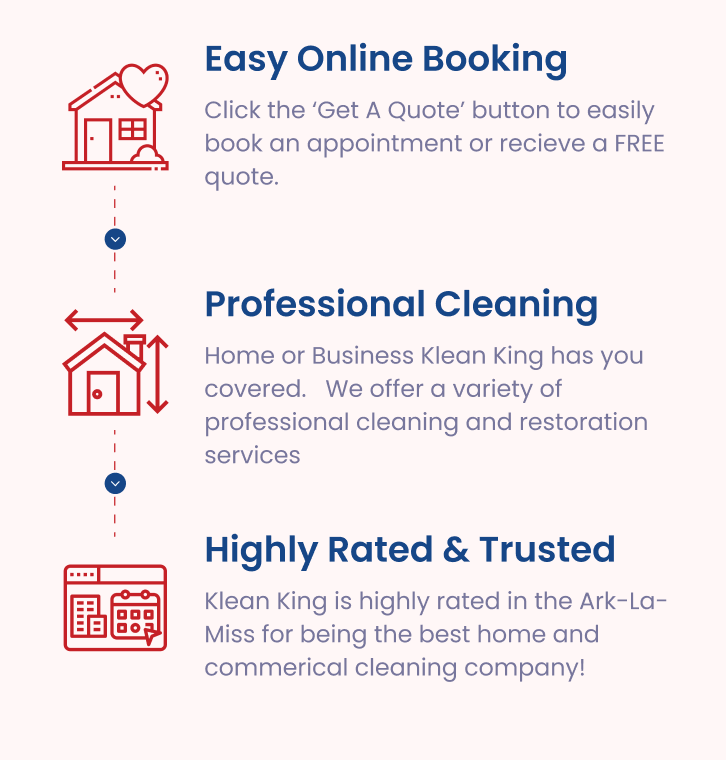 Easy Online Booking
Click the ‘Get A Quote’ button to easily
book an appointment or recieve a FREE
quote.
Professional Cleaning
Home or Business Klean King has you
covered.   We offer a variety of
professional cleaning and restoration
services
Highly Rated & Trusted
Klean King is highly rated in the Ark-La-
Miss for being the best home and
commerical cleaning company!